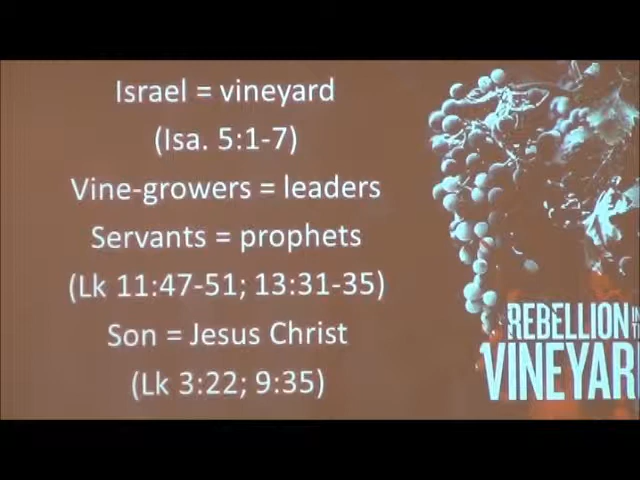 Israel = vineyard
(Isa. 5:1-7)
Vine-growers = leaders
Servants = prophets
(Lk 11:47-51; 13:31-35)
Son = Jesus Christ
(Lk 3:22; 9:35)
REBELLION IN
VINEYAR